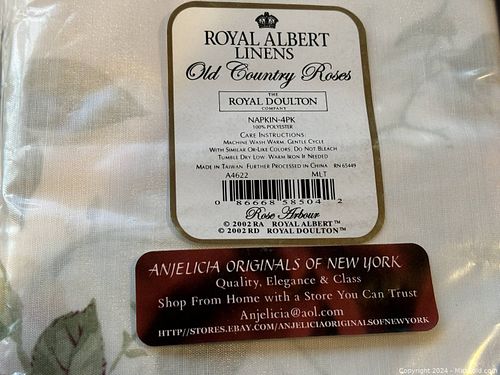 ROYAL ALBERT
LINENS
Old Country Roses
THE
ROYAL DOULTON
COMPANY
NAPKIN-4PK
100% POLYESTER
CARE INSTRUCTIONS:
MACHINE WASH WARM, GENTLE CYCLE
WITH SIMILAR OR LIKE COLORS. DO NOT BLEACH
TUMBLE DRY LOW. WARM IRON IF NEEDED
MADE IN TAIWAN. FURTHER PROCESSED IN CHINA RN 65449
A4622 MLT
0 86668 58504 2
Rose Arbour
© 2002 RA ROYAL ALBERT™
© 2002 RD ROYAL DOULTON™
ANJELICIA ORIGINALS OF NEW YORK
Quality, Elegance & Class
Shop From Home with a Store You Can Trust
Anjelicia@aol.com
HTTP//STORES.EBAY.COM/ANJELICIAORIGINALSOFNEWYORK
Copyright 2024 - MaxSold.com